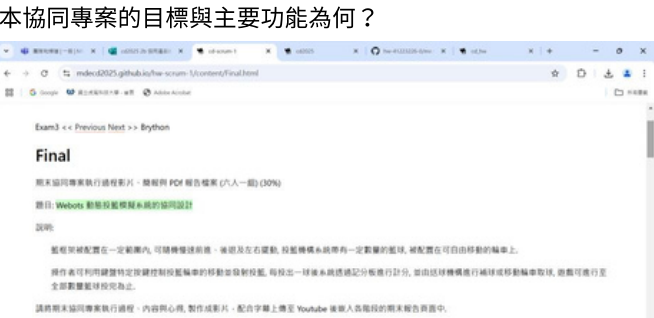 本協同專案的目標與主要功能為何？
cd2025
mdecd2025.github.io/hw-scrum-1/content/Final.html
Google
Adobe Acrobat
Exam3 << Previous Next >> Brython
Final
期末協同專案執行過程影片、簡報與 PDF 報告檔案 (六人一組) (30%)
題目: Webots 動態投籃模擬系統的協同設計
說明:
籃框架被配置在一定範圍內, 可隨機慢速前進、後退及左右擺動, 投籃機構系統帶有一定數量的籃球, 被配置在可自由移動的輪車上.
操作者可利用鍵盤特定按鍵控制投籃輪車的移動並發射投籃, 每投出一球後系統透過記分板進行計分, 並由送球機構進行補球或移動輪車取球, 遊戲可進行至
全部數量籃球投完為止.
請將期末協同專案執行過程、內容與心得, 製作成影片、配合字幕上傳至 Youtube 後嵌入各階段的期末報告頁面中.